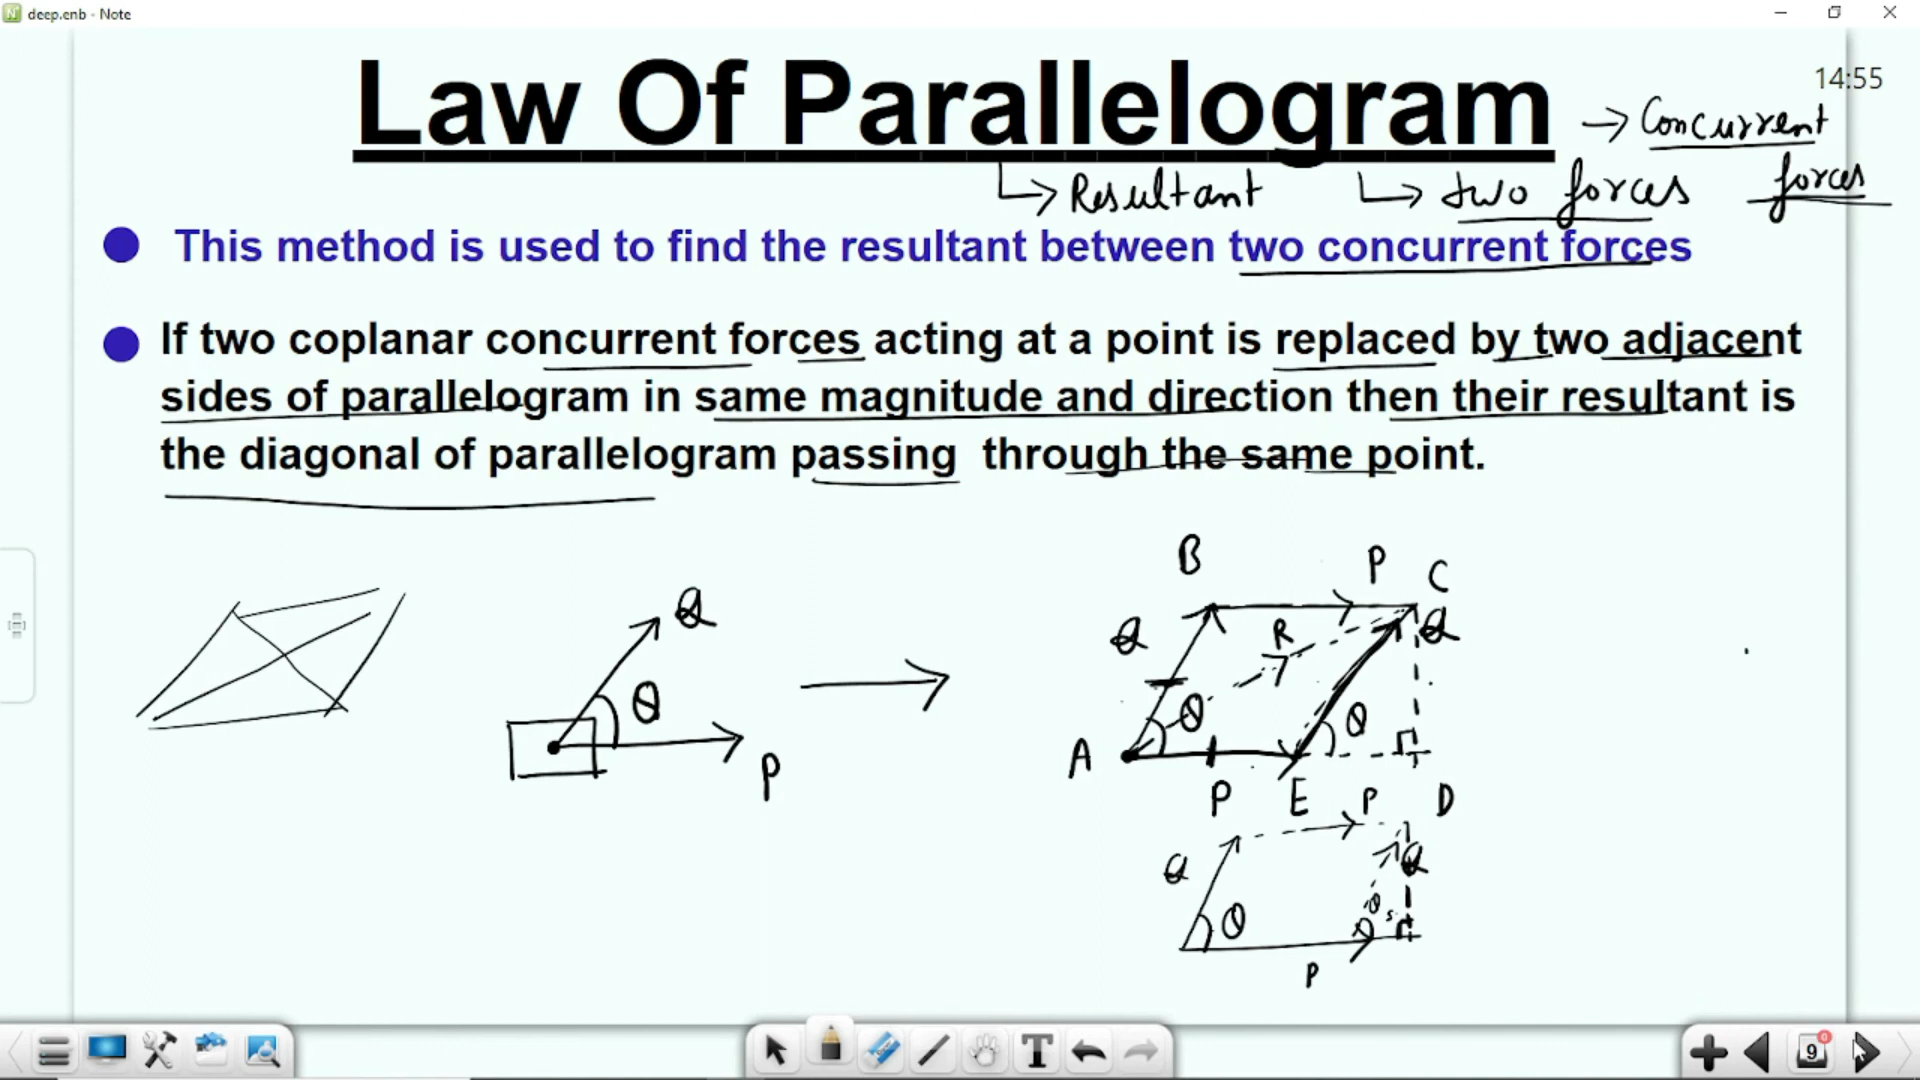 deep.enb - Note
Law Of Parallelogram
14:55
→ Concurrent
forces
↳ Resultant
↳ two forces
This method is used to find the resultant between two concurrent forces
If two coplanar concurrent forces acting at a point is replaced by two adjacent
sides of parallelogram in same magnitude and direction then their resultant is
the diagonal of parallelogram passing through the same point.
Q
θ
P
B
P
C
Q
R
Q
θ
θ
A
P
E
D
P
Q
Q
θ
θ
P
T
9
0